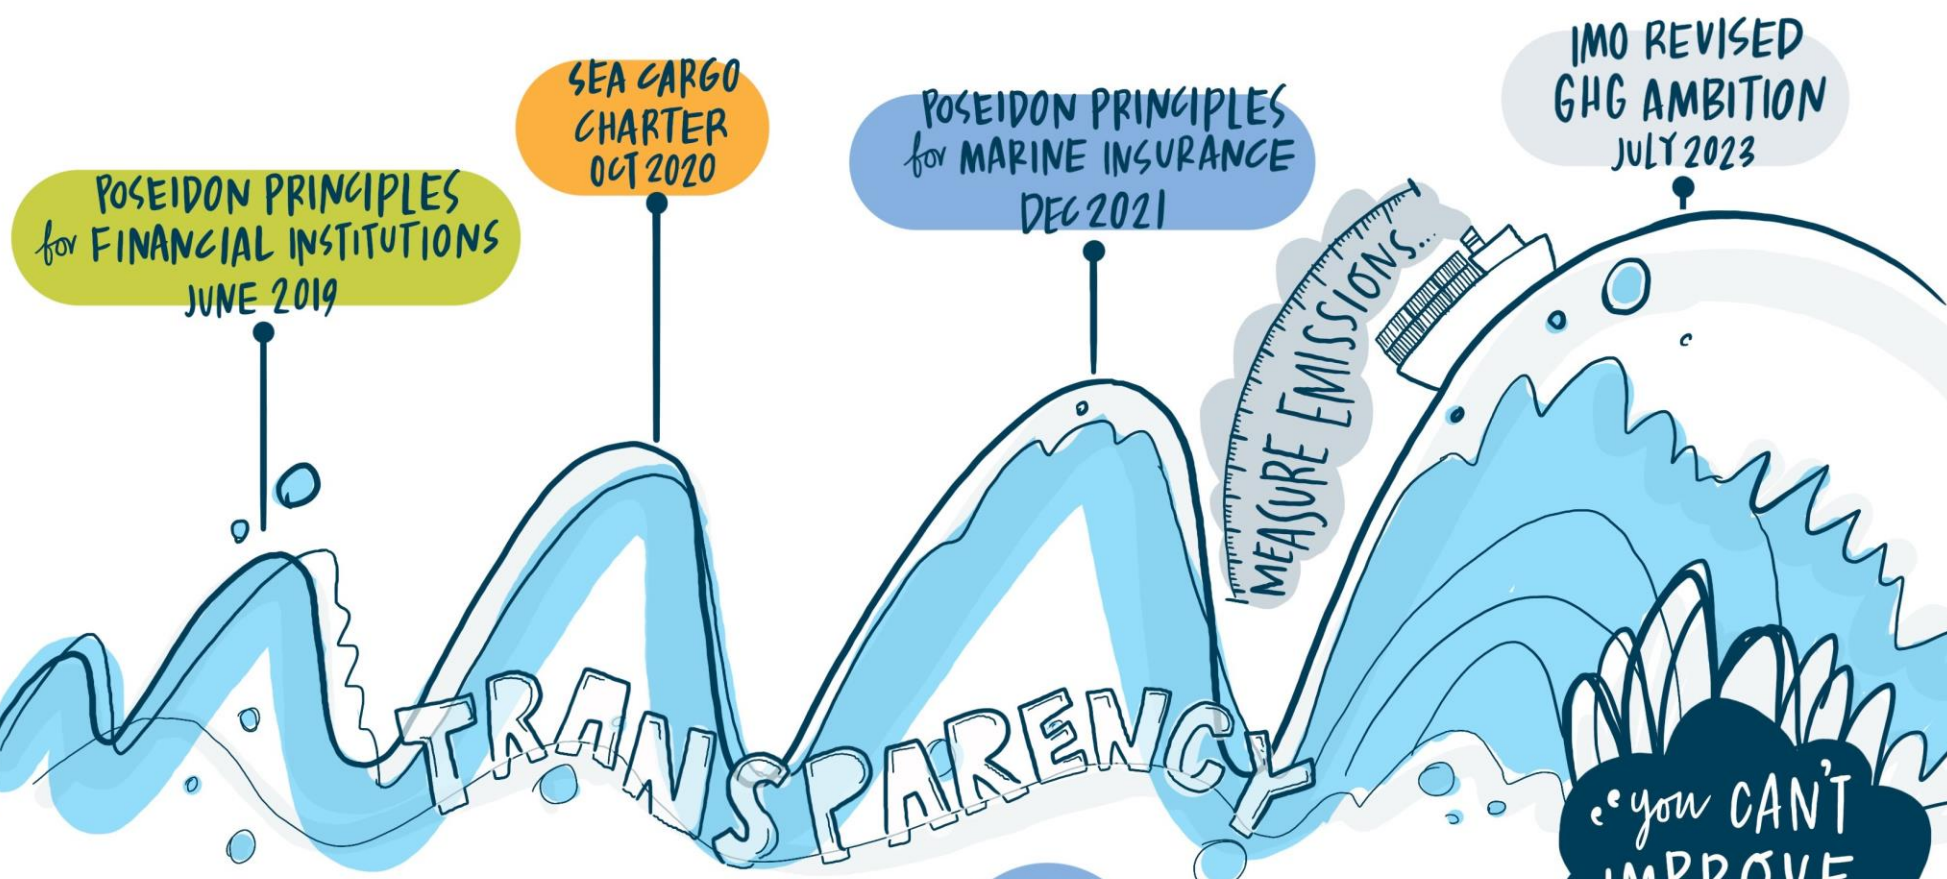 POSEIDON PRINCIPLES
for FINANCIAL INSTITUTIONS
JUNE 2019
SEA CARGO
CHARTER
OCT 2020
POSEIDON PRINCIPLES
for MARINE INSURANCE
DEC 2021
IMO REVISED
GHG AMBITION
JULY 2023
MEASURE EMISSIONS...
TRANSPARENCY
"you CAN'T
IMPROVE